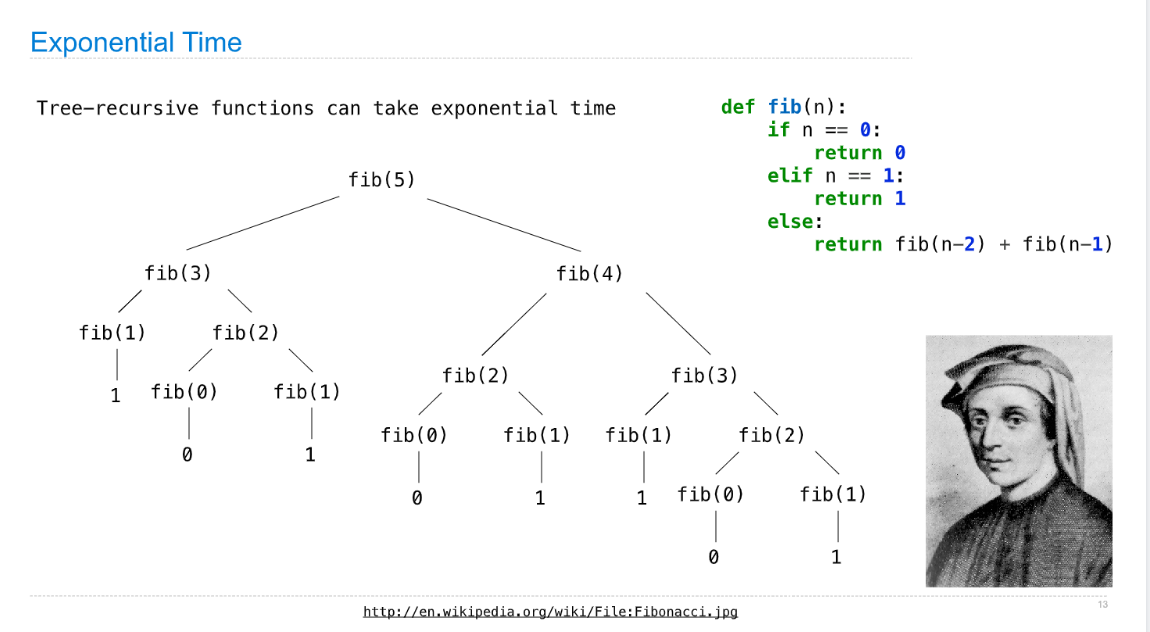 Exponential Time
Tree-recursive functions can take exponential time
def fib(n):
    if n == 0:
        return 0
    elif n == 1:
        return 1
    else:
        return fib(n-2) + fib(n-1)
fib(5)
fib(3) fib(4)
fib(1) fib(2)
fib(2) fib(3)
1 fib(0) fib(1)
fib(0) fib(1) fib(1) fib(2)
0 1
0 1 1 fib(0) fib(1)
0 1
http://en.wikipedia.org/wiki/File:Fibonacci.jpg
13